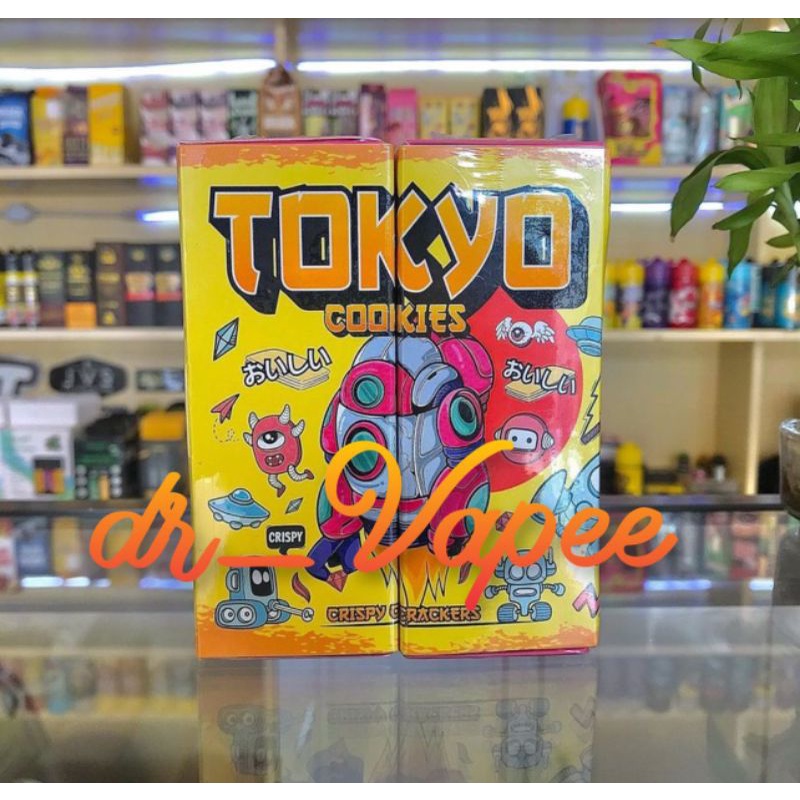 TOKYO
COOKIES
おいしい
おいしい
dr_Vapee
CRISPY
CRISPY CRACKERS